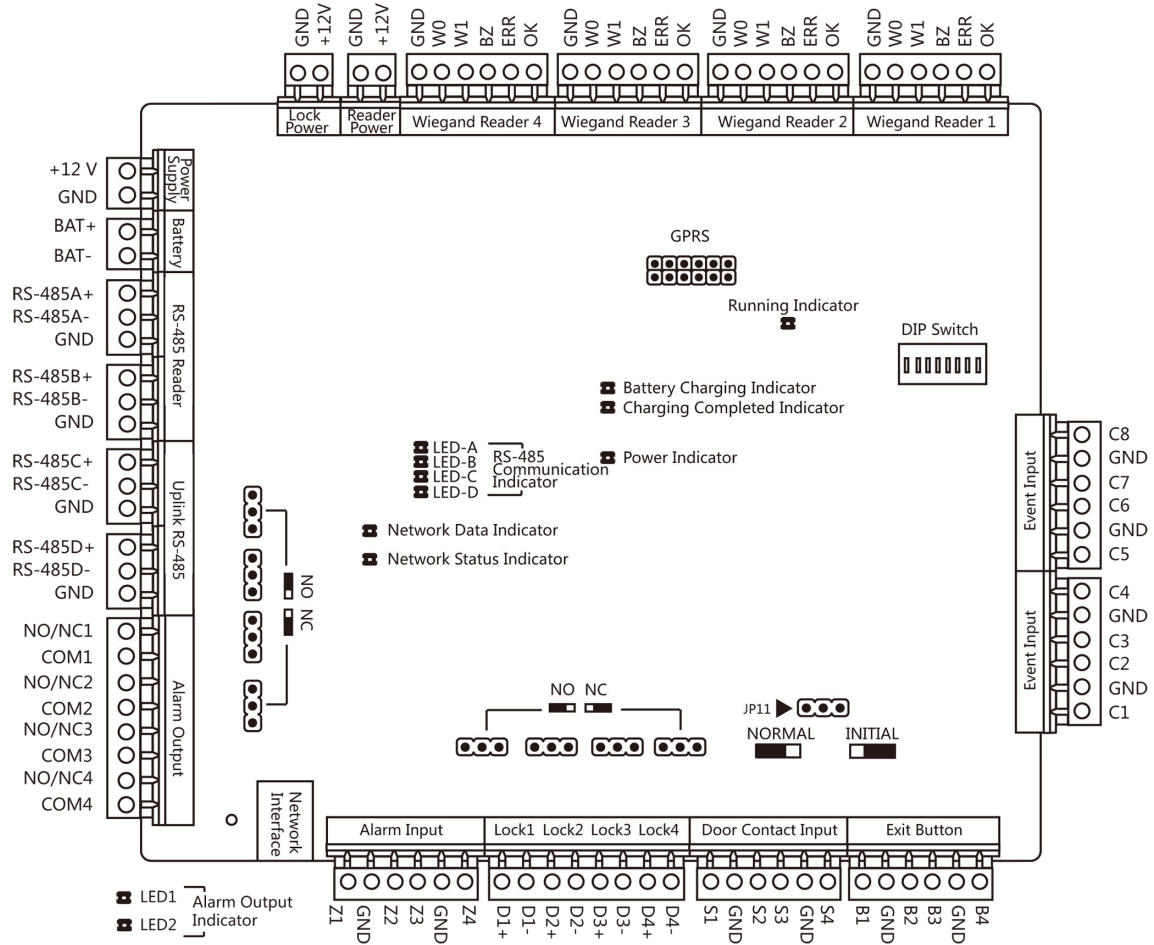 GND +12V GND +12V GND W0 W1 BZ ERR OK GND W0 W1 BZ ERR OK GND W0 W1 BZ ERR OK GND W0 W1 BZ ERR OK
Lock
Power
Reader
Power
Wiegand Reader 4
Wiegand Reader 3
Wiegand Reader 2
Wiegand Reader 1
+12 V
GND
Power
Supply
BAT+
BAT-
Battery
RS-485A+
RS-485A-
GND
RS-485B+
RS-485B-
GND
RS-485 Reader
RS-485C+
RS-485C-
GND
RS-485D+
RS-485D-
GND
Uplink RS-485
NO/NC1
COM1
NO/NC2
COM2
NO/NC3
COM3
NO/NC4
COM4
Alarm Output
GPRS
Running Indicator
DIP Switch
Battery Charging Indicator
Charging Completed Indicator
LED-A
LED-B
LED-C
LED-D
RS-485
Communication
Indicator
Power Indicator
Network Data Indicator
Network Status Indicator
NO
NC
NO NC
JP11
NORMAL
INITIAL
Event Input
C8
GND
C7
C6
GND
C5
Event Input
C4
GND
C3
C2
GND
C1
Network
Interface
Alarm Input
Lock1 Lock2 Lock3 Lock4
Door Contact Input
Exit Button
Z1 GND Z2 Z3 GND Z4 D1+ D1- D2+ D2- D3+ D3- D4+ D4- S1 GND S2 S3 GND S4 B1 GND B2 B3 GND B4
LED1
LED2
Alarm Output
Indicator